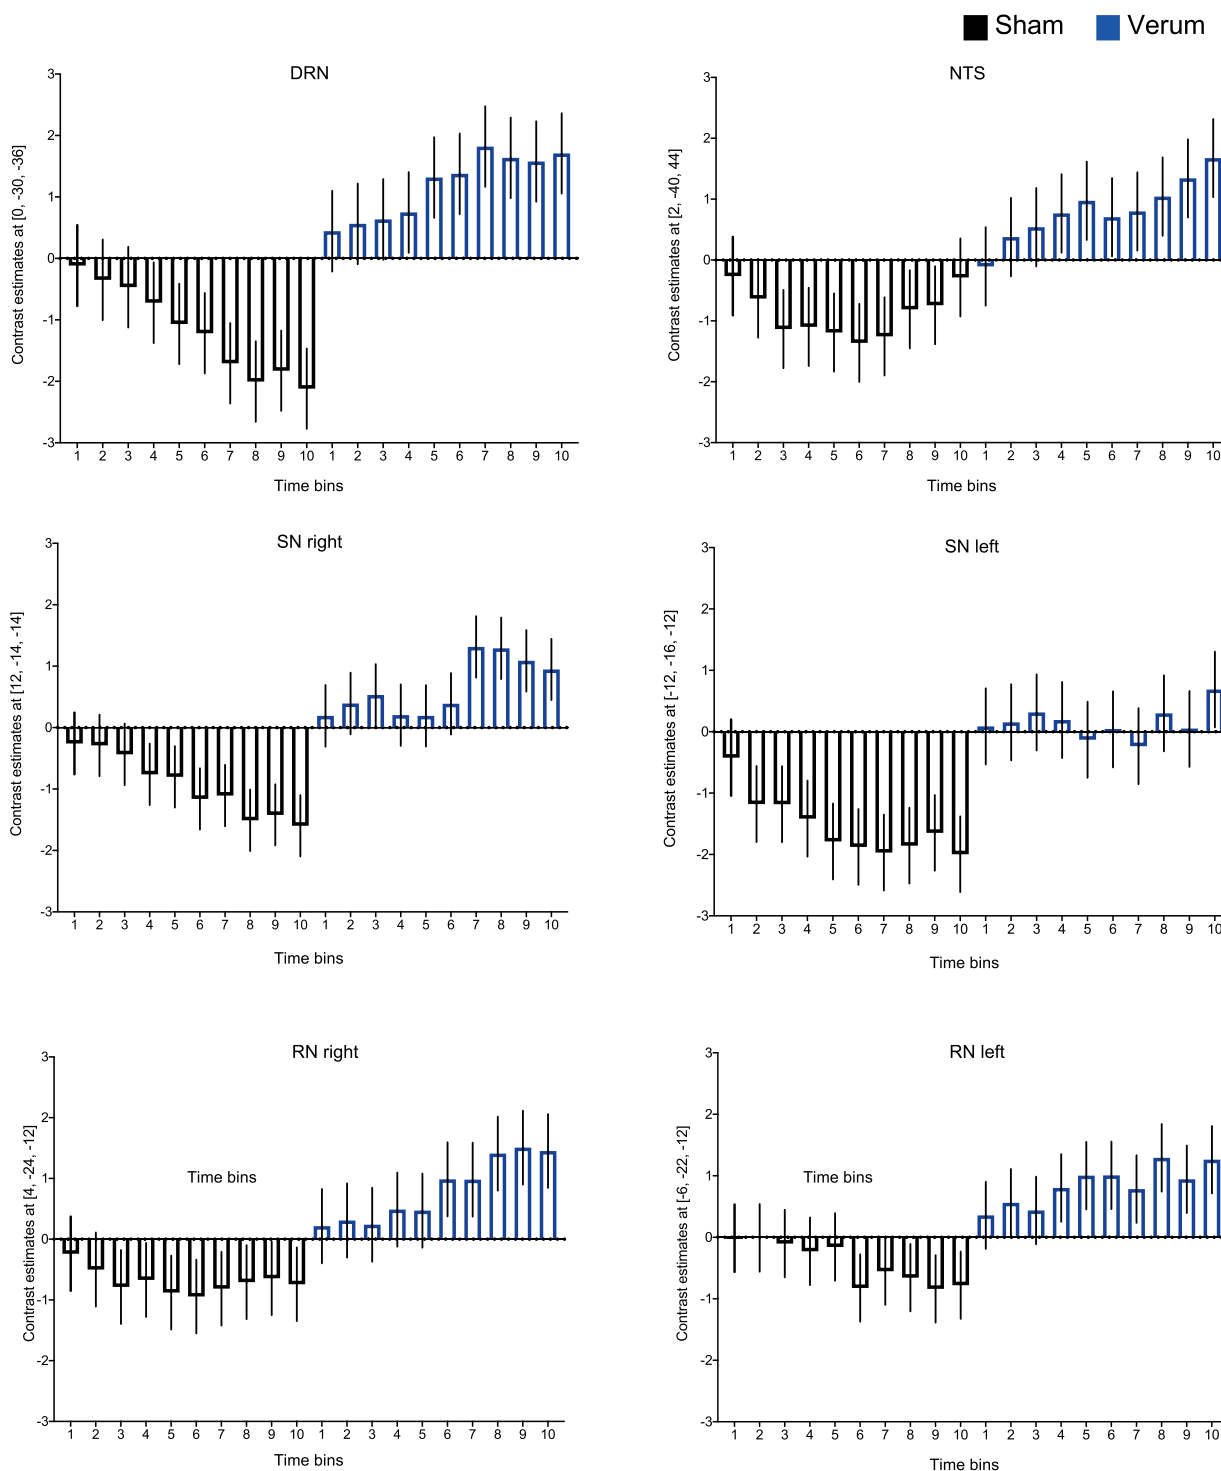 Sham Verum
DRN
Contrast estimates at [0, -30, -36]
3
2
1
0
-1
-2
-3
1 2 3 4 5 6 7 8 9 10 1 2 3 4 5 6 7 8 9 10
Time bins
NTS
Contrast estimates at [2, -40, 44]
3
2
1
0
-1
-2
-3
1 2 3 4 5 6 7 8 9 10 1 2 3 4 5 6 7 8 9 10
Time bins
SN right
Contrast estimates at [12, -14, -14]
3
2
1
0
-1
-2
-3
1 2 3 4 5 6 7 8 9 10 1 2 3 4 5 6 7 8 9 10
Time bins
SN left
Contrast estimates at [-12, -16, -12]
3
2
1
0
-1
-2
-3
1 2 3 4 5 6 7 8 9 10 1 2 3 4 5 6 7 8 9 10
Time bins
RN right
Contrast estimates at [4, -24, -12]
3
2
1
0
-1
-2
-3
Time bins
1 2 3 4 5 6 7 8 9 10 1 2 3 4 5 6 7 8 9 10
Time bins
RN left
Contrast estimates at [-6, -22, -12]
3
2
1
0
-1
-2
-3
Time bins
1 2 3 4 5 6 7 8 9 10 1 2 3 4 5 6 7 8 9 10
Time bins